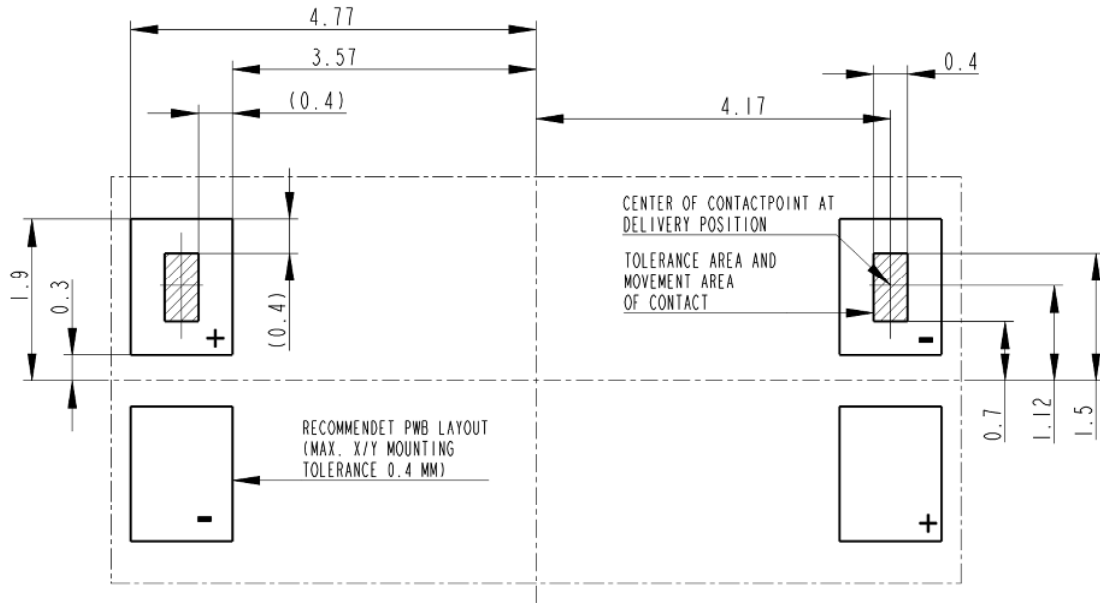 4.77
3.57
(0.4)
0.4
4.17
CENTER OF CONTACTPOINT AT
DELIVERY POSITION
TOLERANCE AREA AND
MOVEMENT AREA
OF CONTACT
1.9
0.3
(0.4)
+
-
0.7
1.12
1.5
RECOMMENDET PWB LAYOUT
(MAX. X/Y MOUNTING
TOLERANCE 0.4 MM)
-
+